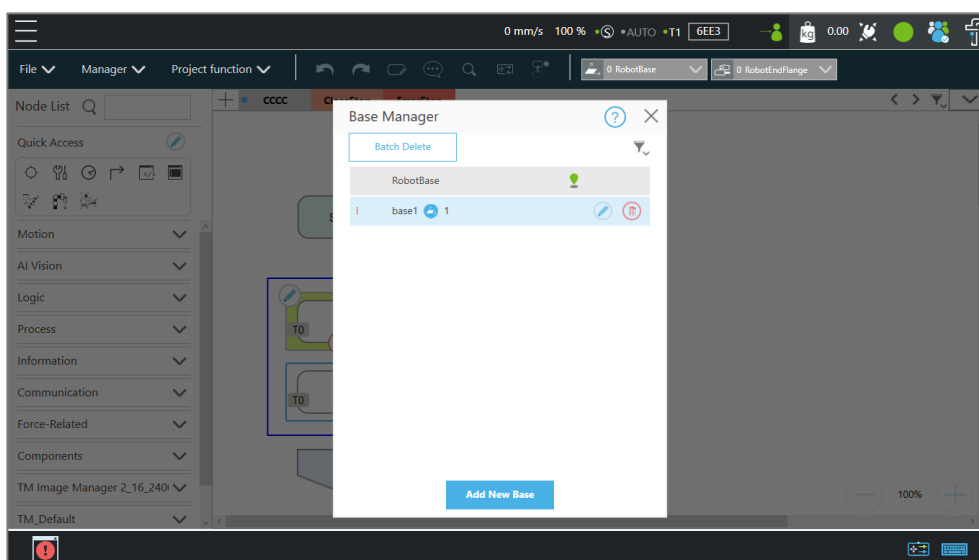 0 mm/s 100 % S AUTO T1 6EE3 kg 0.00
File Manager Project function 0 RobotBase 0 RobotEndFlange
Node List
cccc
Quick Access
Motion
AI Vision
Logic
Process
Information
Communication
Force-Related
Components
TM Image Manager 2_16_240
TM_Default
T0
T0
Base Manager ?
Batch Delete
RobotBase
! base1 1
Add New Base
100%
!